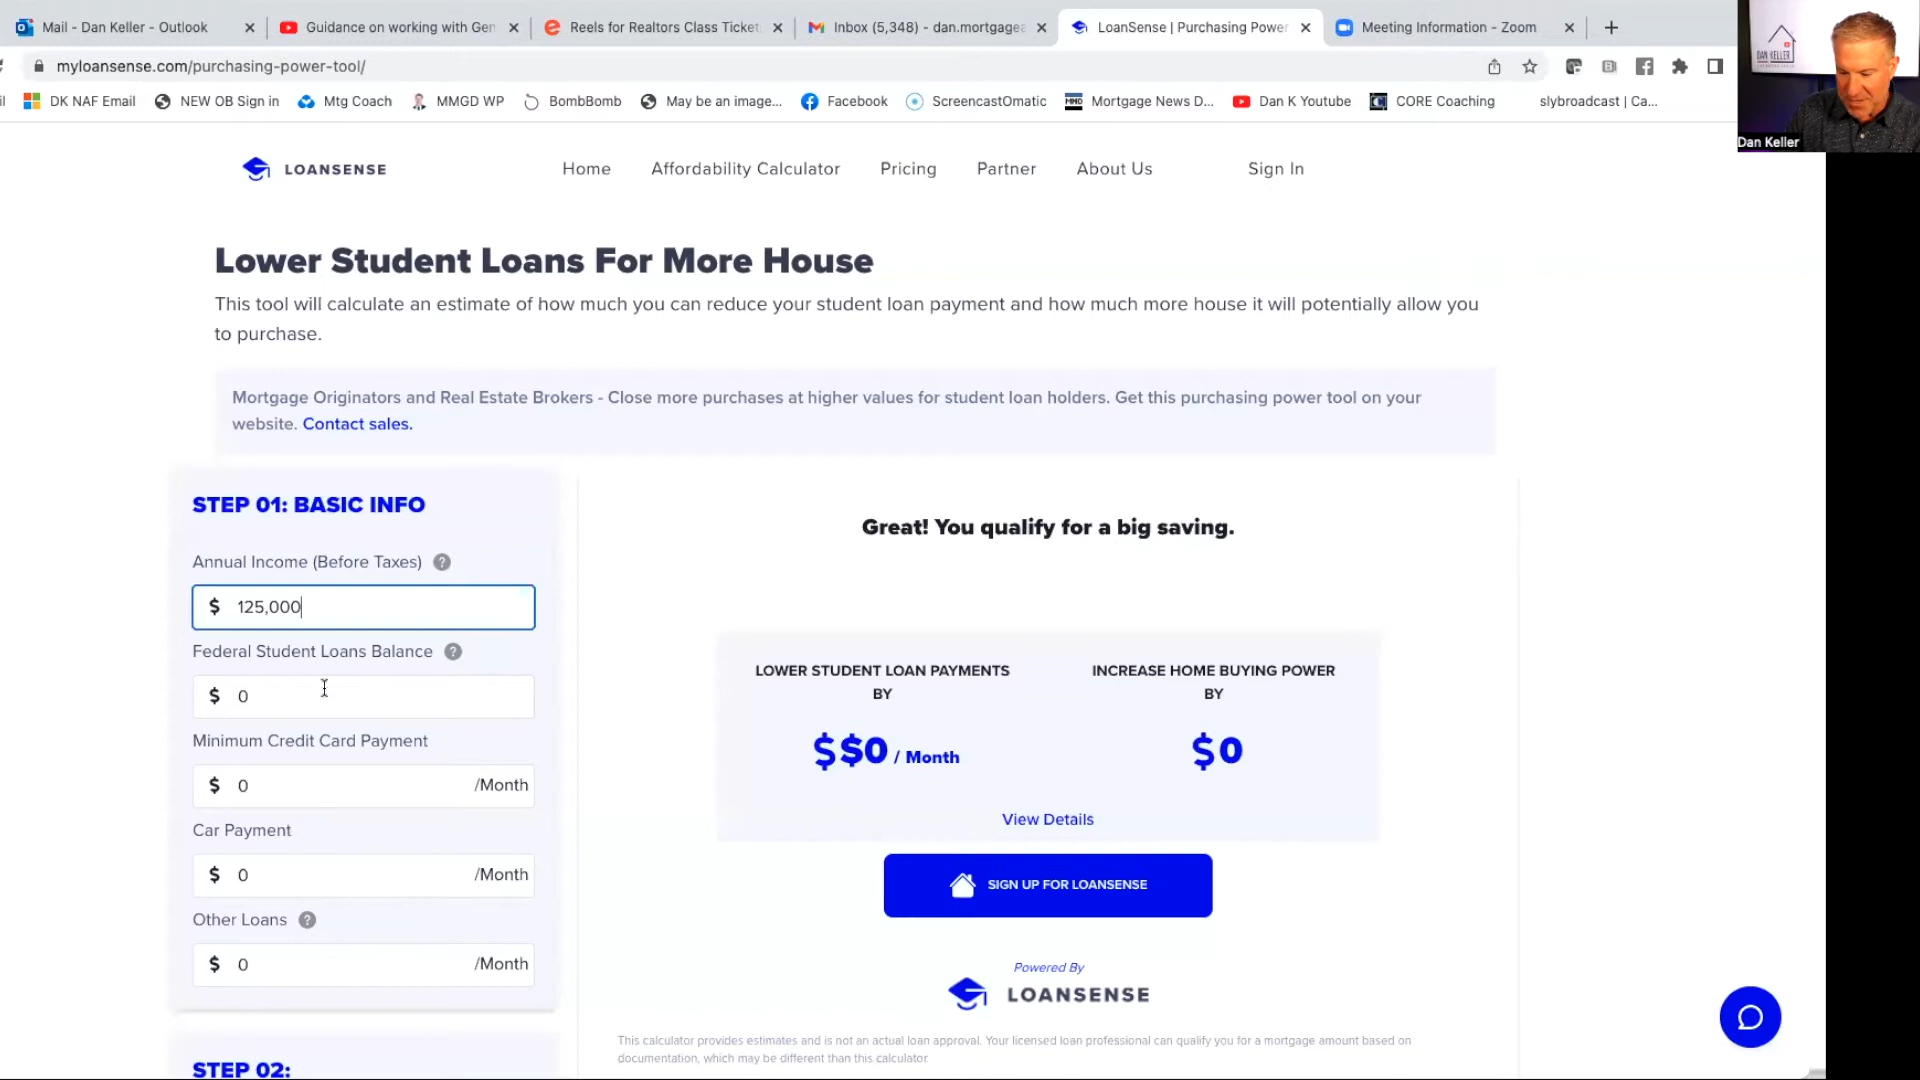 Mail - Dan Keller - Outlook
Guidance on working with Gen
Reels for Realtors Class Ticket
Inbox (5,348) - dan.mortgagea
LoanSense | Purchasing Power
Meeting Information - Zoom
myloansense.com/purchasing-power-tool/
DK NAF Email
NEW OB Sign in
Mtg Coach
MMGD WP
BombBomb
May be an image...
Facebook
ScreencastOmatic
Mortgage News D...
Dan K Youtube
CORE Coaching
slybroadcast | Ca...
DAN KELLER
Dan Keller
LOANSENSE
Home
Affordability Calculator
Pricing
Partner
About Us
Sign In
Lower Student Loans For More House
This tool will calculate an estimate of how much you can reduce your student loan payment and how much more house it will potentially allow you
to purchase.
Mortgage Originators and Real Estate Brokers - Close more purchases at higher values for student loan holders. Get this purchasing power tool on your
website. Contact sales.
STEP 01: BASIC INFO
Annual Income (Before Taxes) ?
$ 125,000
Federal Student Loans Balance ?
$ 0
Minimum Credit Card Payment
$ 0 /Month
Car Payment
$ 0 /Month
Other Loans ?
$ 0 /Month
STEP 02:
Great! You qualify for a big saving.
LOWER STUDENT LOAN PAYMENTS
BY
$$0 / Month
INCREASE HOME BUYING POWER
BY
$0
View Details
SIGN UP FOR LOANSENSE
Powered By
LOANSENSE
This calculator provides estimates and is not an actual loan approval. Your licensed loan professional can qualify you for a mortgage amount based on
documentation, which may be different than this calculator.